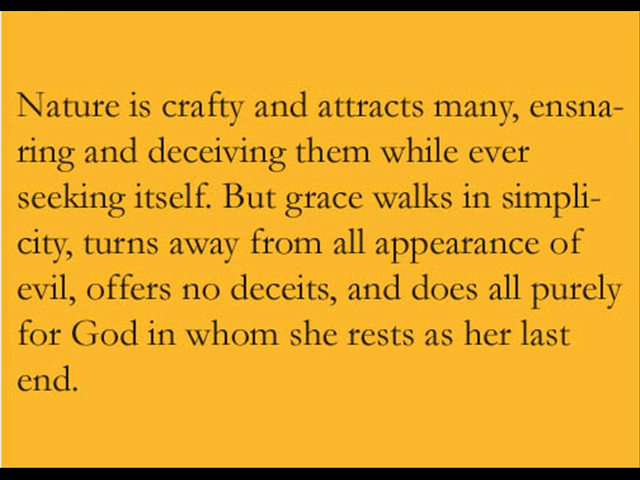 Nature is crafty and attracts many, ensna-
ring and deceiving them while ever
seeking itself. But grace walks in simpli-
city, turns away from all appearance of
evil, offers no deceits, and does all purely
for God in whom she rests as her last
end.